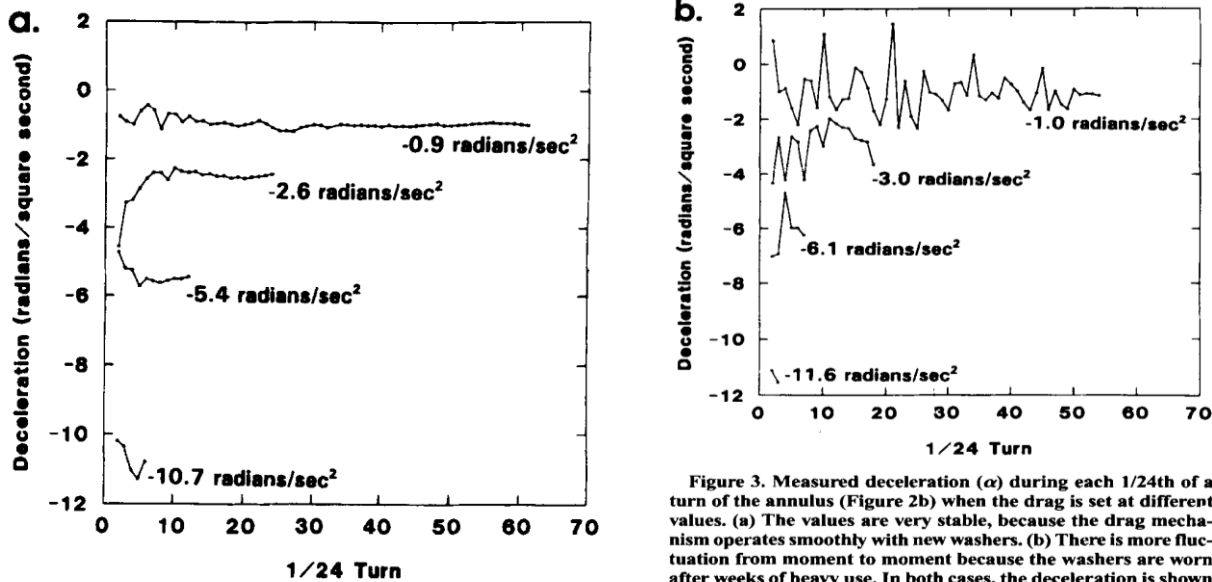 a.
Deceleration (radians/square second)
2
0
-2
-4
-6
-8
-10
-12
-0.9 radians/sec²
-2.6 radians/sec²
-5.4 radians/sec²
-10.7 radians/sec²
0 10 20 30 40 50 60 70
1/24 Turn
b.
Deceleration (radians/square second)
2
0
-2
-4
-6
-8
-10
-12
-1.0 radians/sec²
-3.0 radians/sec²
-6.1 radians/sec²
-11.6 radians/sec²
0 10 20 30 40 50 60 70
1/24 Turn
Figure 3. Measured deceleration (α) during each 1/24th of a
turn of the annulus (Figure 2b) when the drag is set at different
values. (a) The values are very stable, because the drag mecha-
nism operates smoothly with new washers. (b) There is more fluc-
tuation from moment to moment because the washers are worn
after weeks of heavy use. In both cases, the deceleration is shown